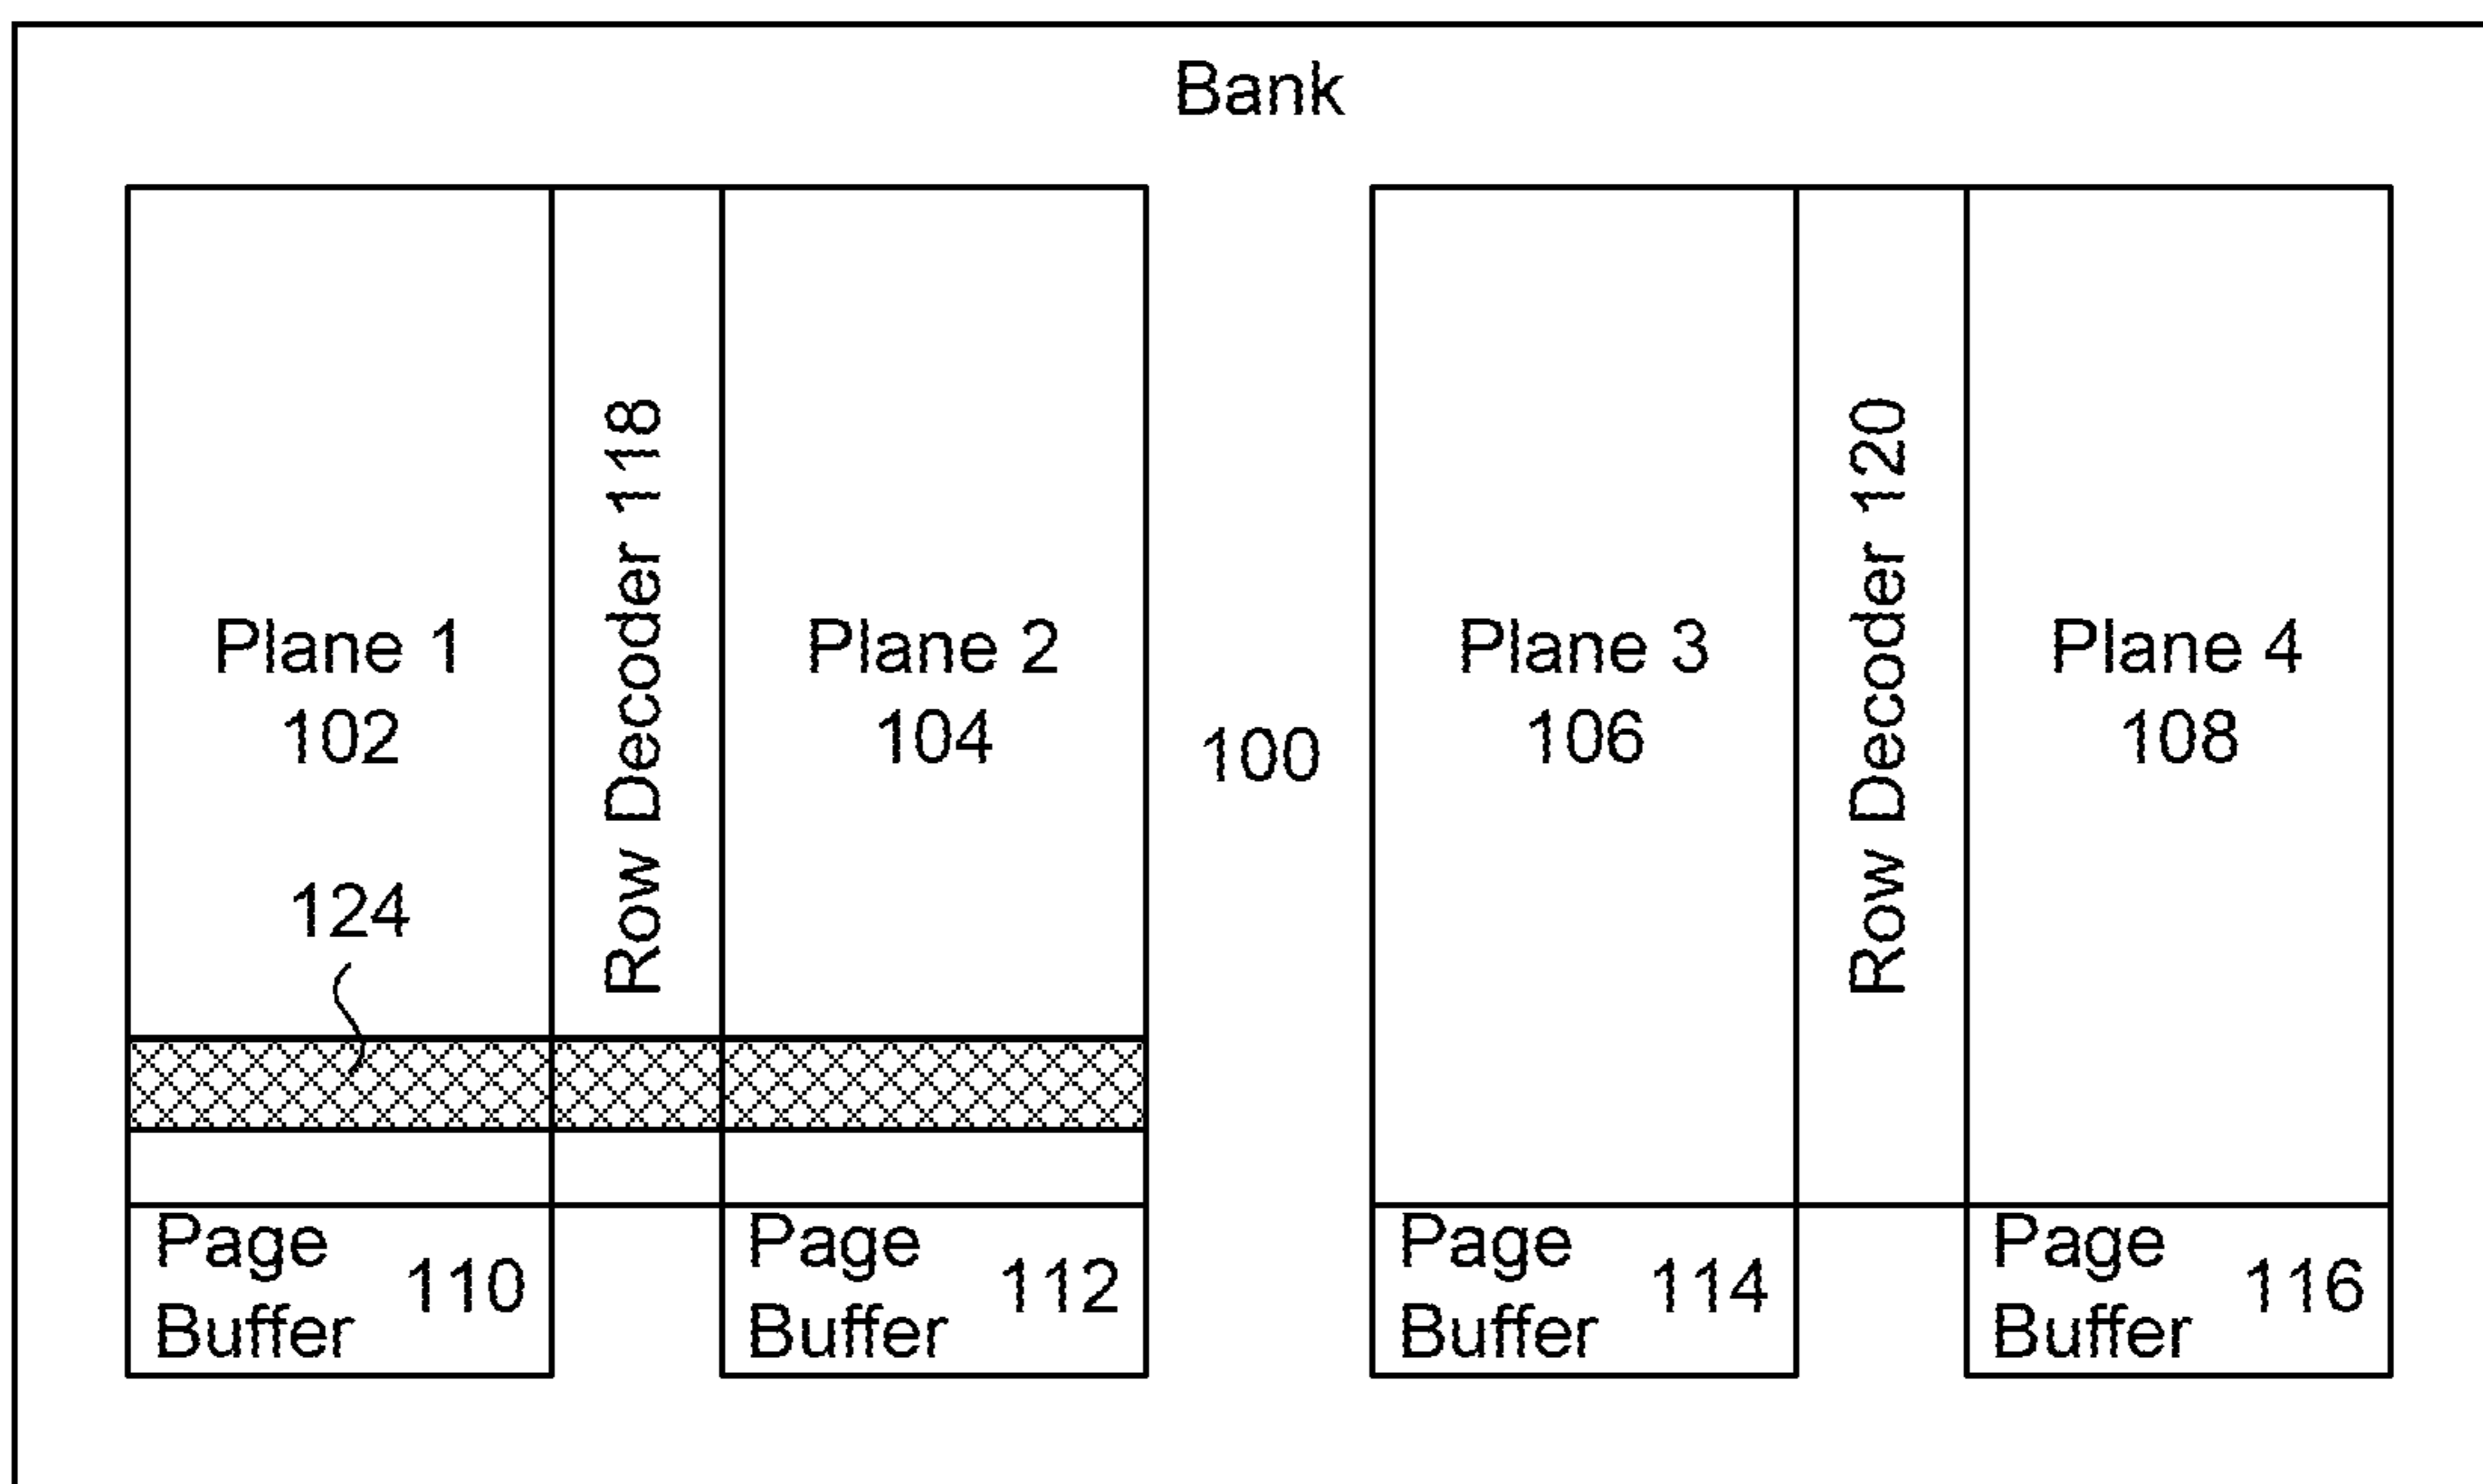 Bank
Plane 1
102
124
Row Decoder 118
Plane 2
104
100
Plane 3
106
Row Decoder 120
Plane 4
108
Page
Buffer
110
Page
Buffer
112
Page
Buffer
114
Page
Buffer
116